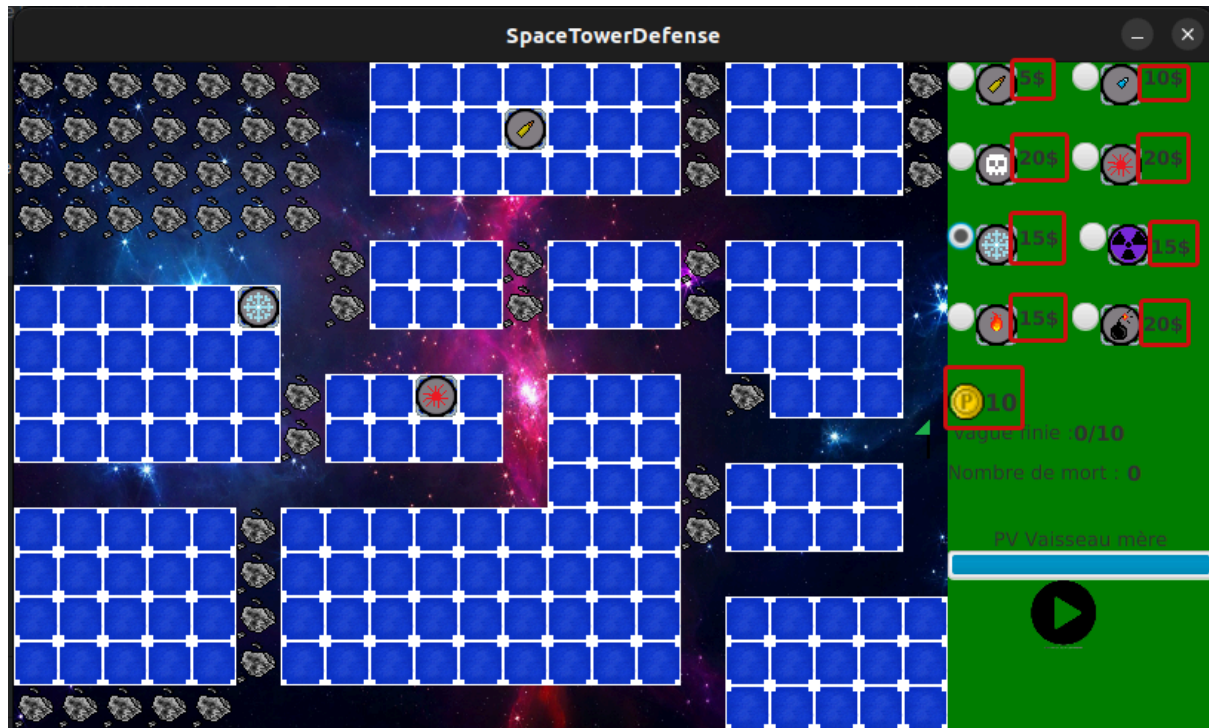 SpaceTowerDefense
5$ 10$
20$ 20$
15$ 15$
15$ 20$
P 10
Vague finie :0/10
Nombre de mort : 0
PV Vaisseau mère